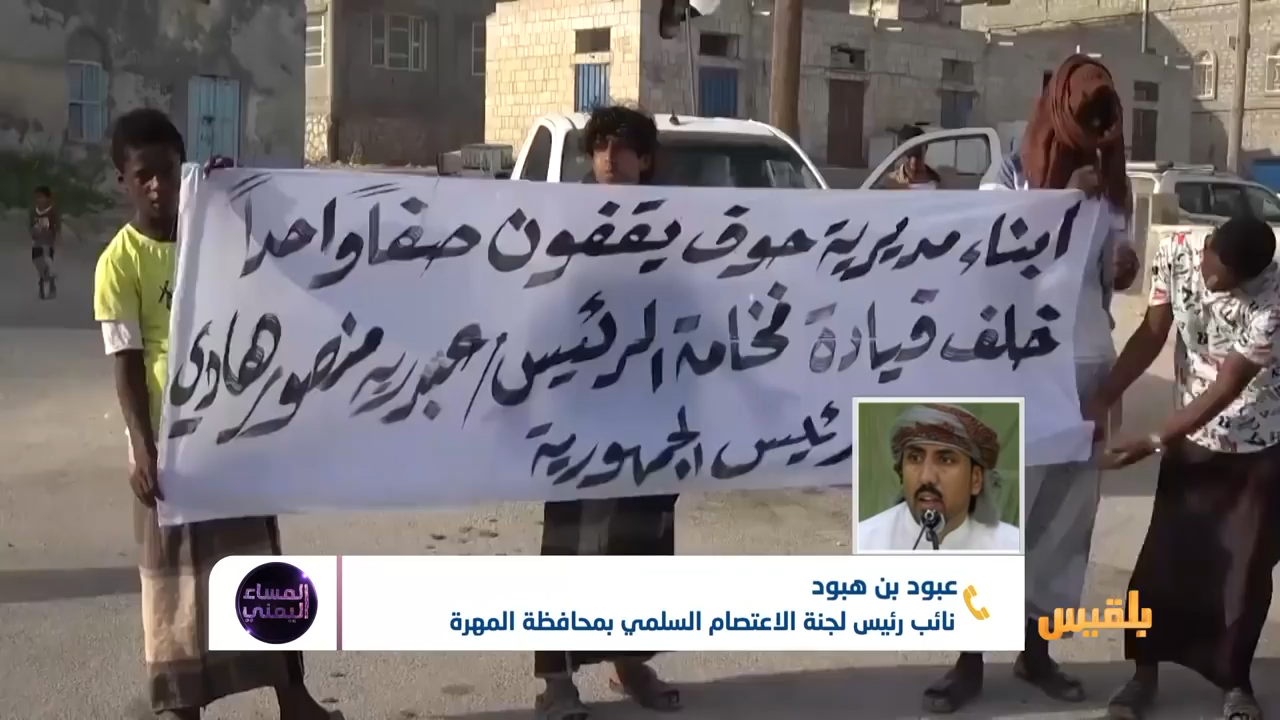 ابناء مديرية حوف يقفون صفاً واحداً
خلف قيادة فخامة الرئيس/ عبدربه منصور هادي
رئيس الجمهورية
عبود بن هبود
نائب رئيس لجنة الاعتصام السلمي بمحافظة المهرة
المساء
اليمني
بلقيس